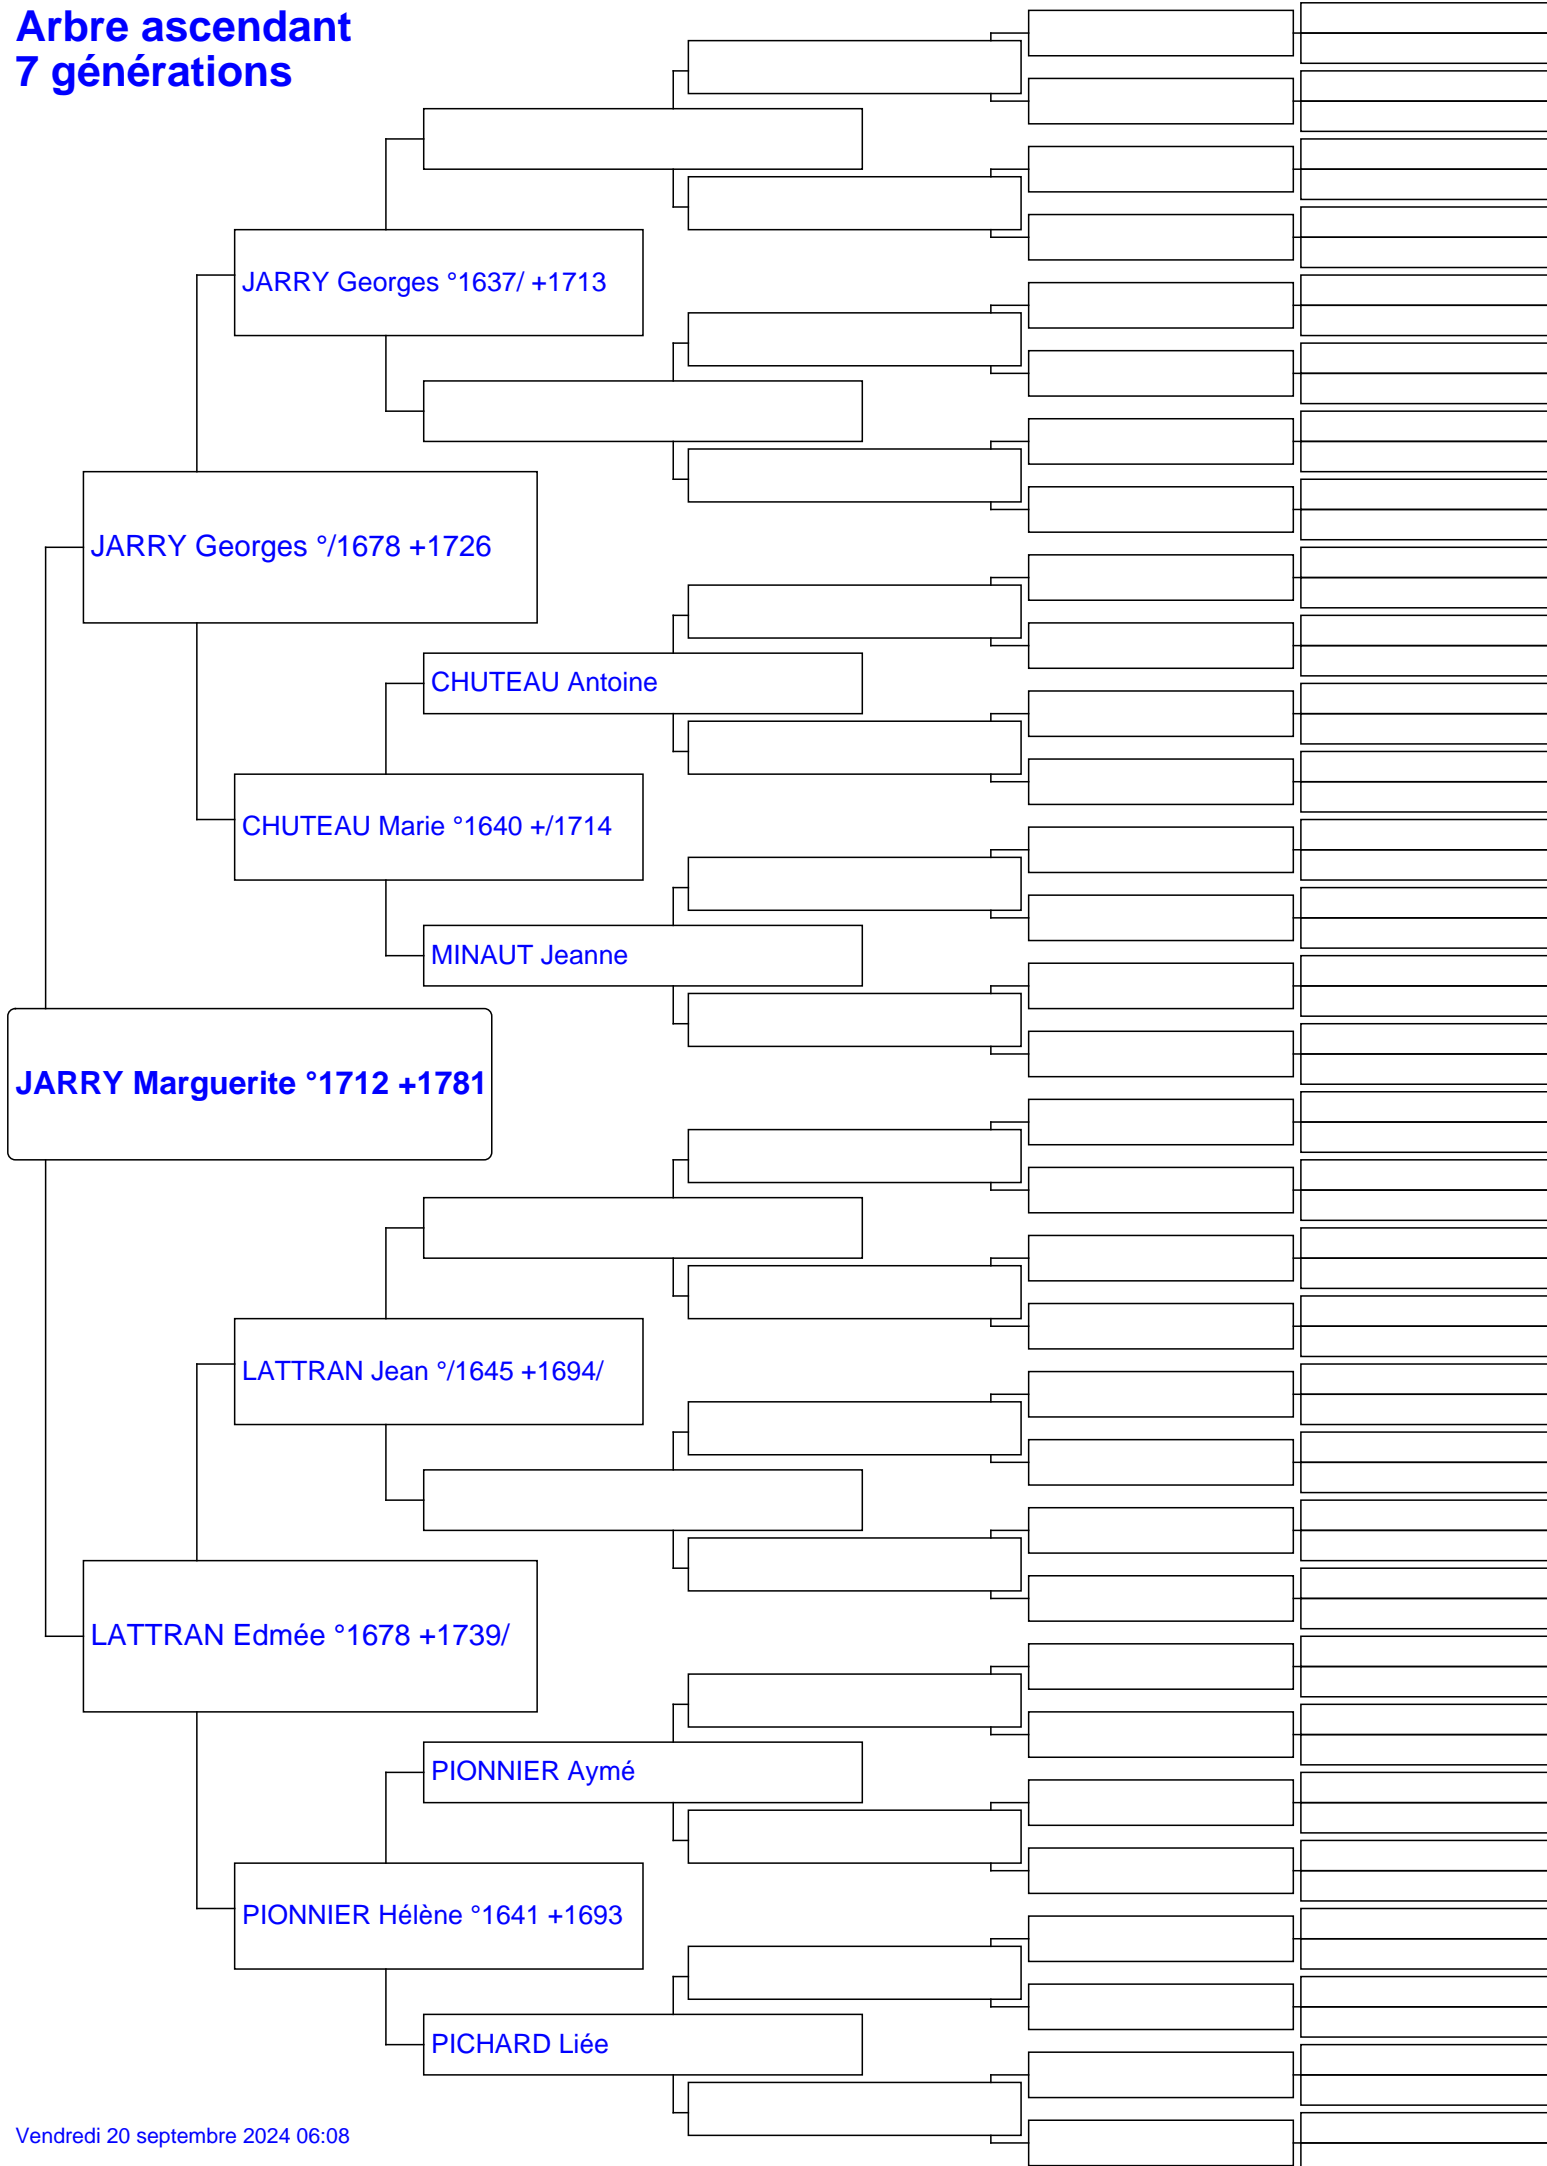 Arbre ascendant
7 générations
JARRY Georges °1637/ +1713
JARRY Georges °/1678 +1726
CHUTEAU Antoine
CHUTEAU Marie °1640 +/1714
MINAUT Jeanne
JARRY Marguerite °1712 +1781
LATTRAN Jean °/1645 +1694/
LATTRAN Edmée °1678 +1739/
PIONNIER Aymé
PIONNIER Hélène °1641 +1693
PICHARD Liée
Vendredi 20 septembre 2024 06:08